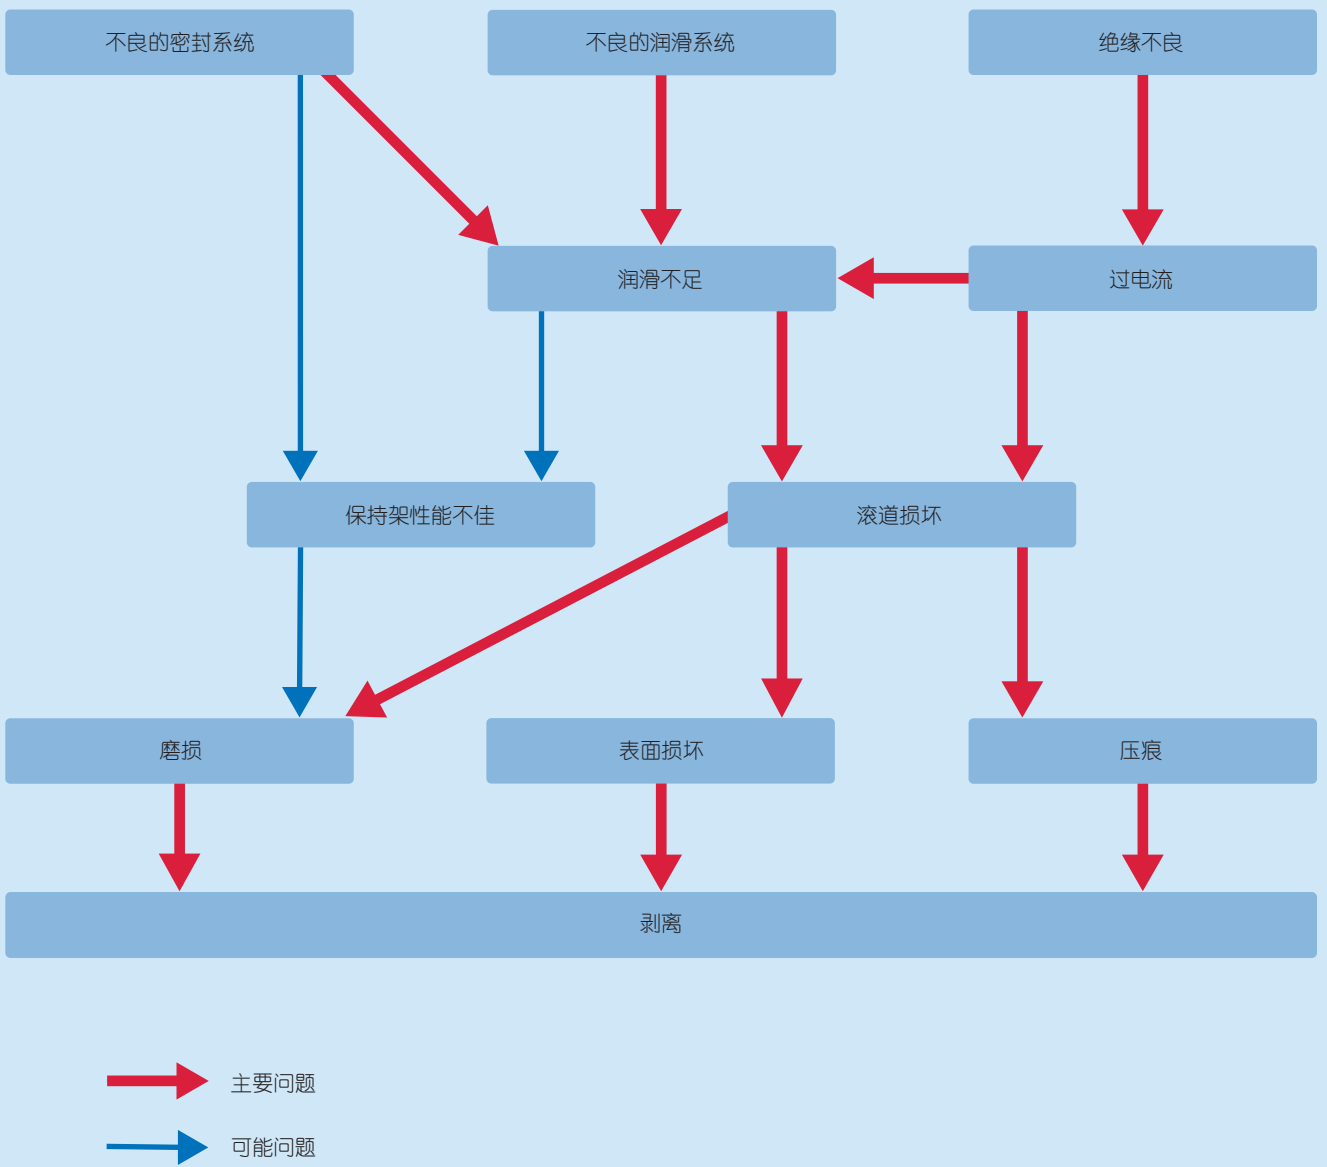 不良的密封系统
不良的润滑系统
绝缘不良
润滑不足
过电流
保持架性能不佳
滚道损坏
磨损
表面损坏
压痕
剥离
主要问题
可能问题